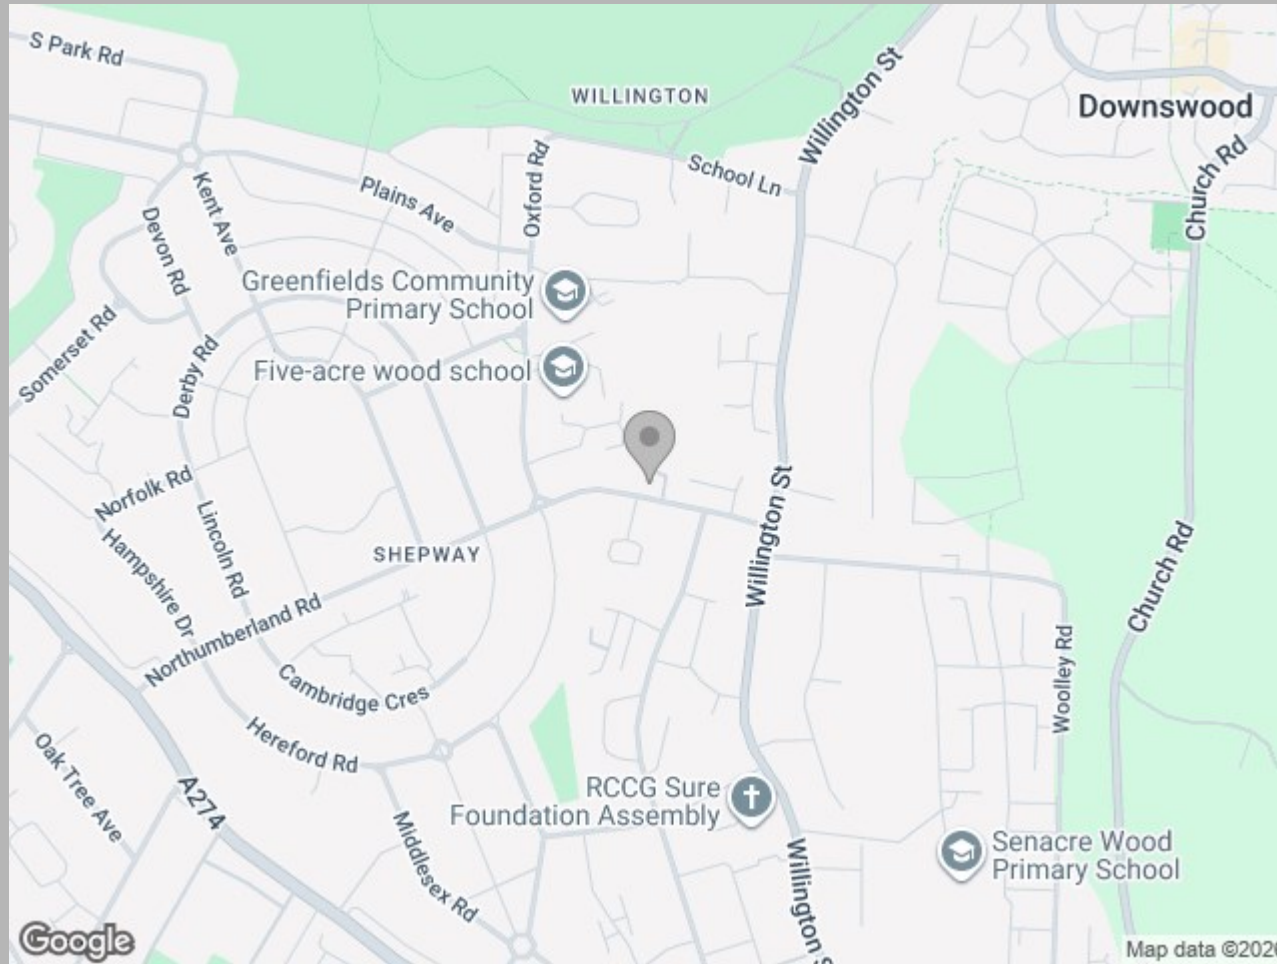 S Park Rd
WILLINGTON
Willington St
Downswood
School Ln
Church Rd
Oxford Rd
Plains Ave
Kent Ave
Devon Rd
Greenfields Community
Primary School
Somerset Rd
Derby Rd
Five-acre wood school
Norfolk Rd
Lincoln Rd
Hampshire Dr
SHEPWAY
Willington St
Church Rd
Northumberland Rd
Cambridge Cres
Woolley Rd
Hereford Rd
Oak Tree Ave
A274
RCCG Sure
Foundation Assembly
Middlesex Rd
Willington S
Senacre Wood
Primary School
Google
Map data ©2026